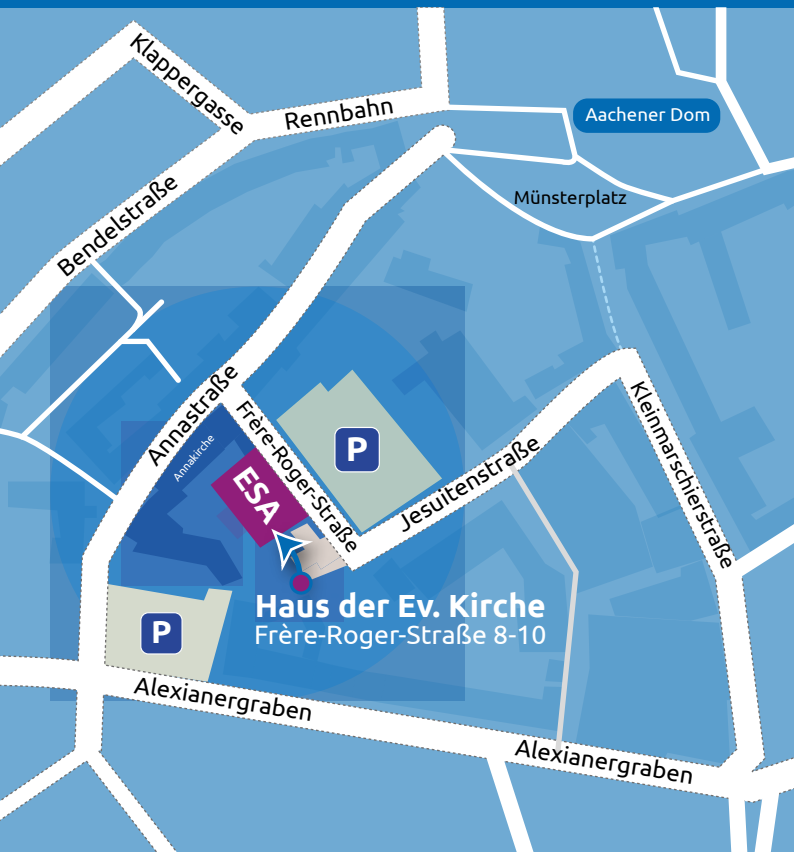 Klappergasse
Rennbahn
Aachener Dom
Bendelstraße
Münsterplatz
Annastraße
Annakirche
Frère-Roger-Straße
P
ESA
Jesuitenstraße
Kleinmarschierstraße
Haus der Ev. Kirche
Frère-Roger-Straße 8-10
P
Alexianergraben
Alexianergraben